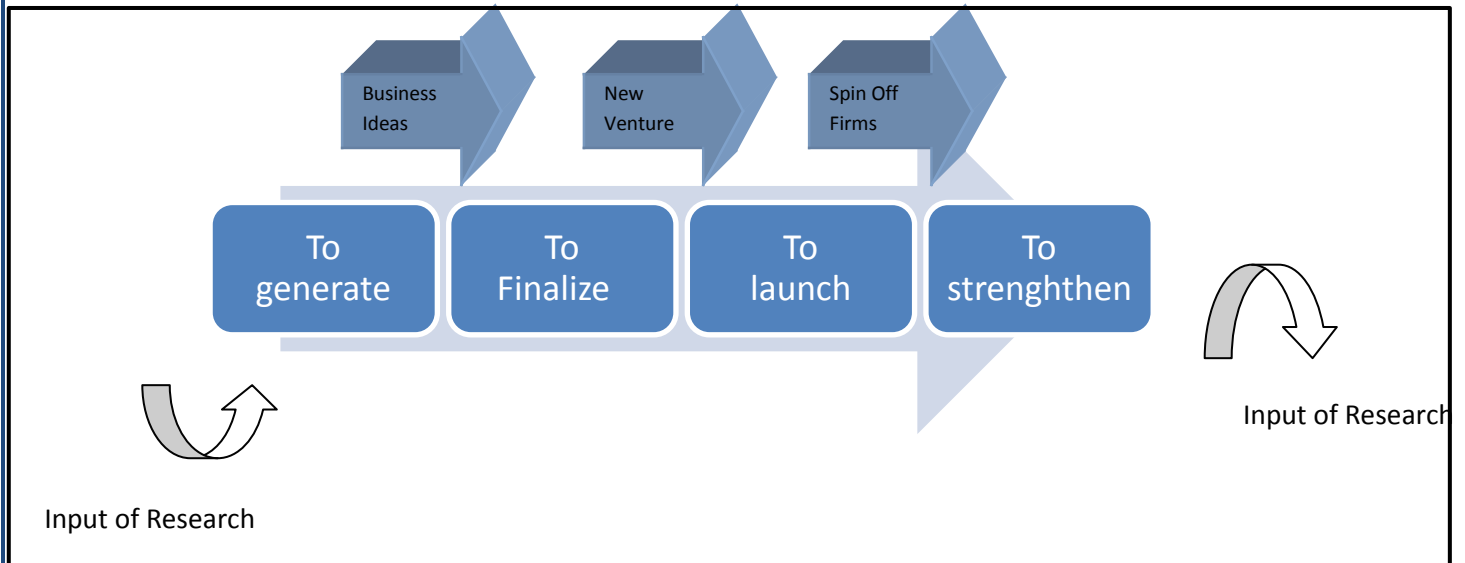 Business
Ideas
New
Venture
Spin Off
Firms
To
generate
To
Finalize
To
launch
To
strenghthen
Input of Research
Input of Research